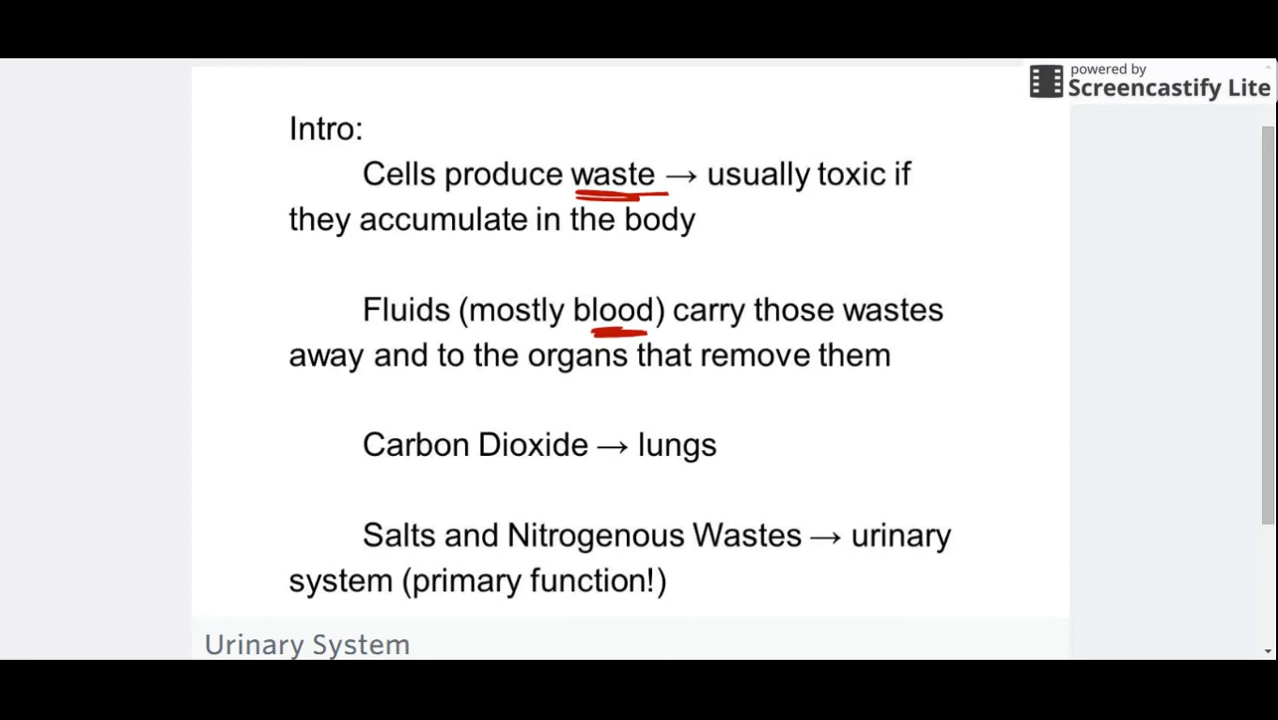 powered by
Screencastify Lite
Intro:
Cells produce waste → usually toxic if
they accumulate in the body
Fluids (mostly blood) carry those wastes
away and to the organs that remove them
Carbon Dioxide → lungs
Salts and Nitrogenous Wastes → urinary
system (primary function!)
Urinary System